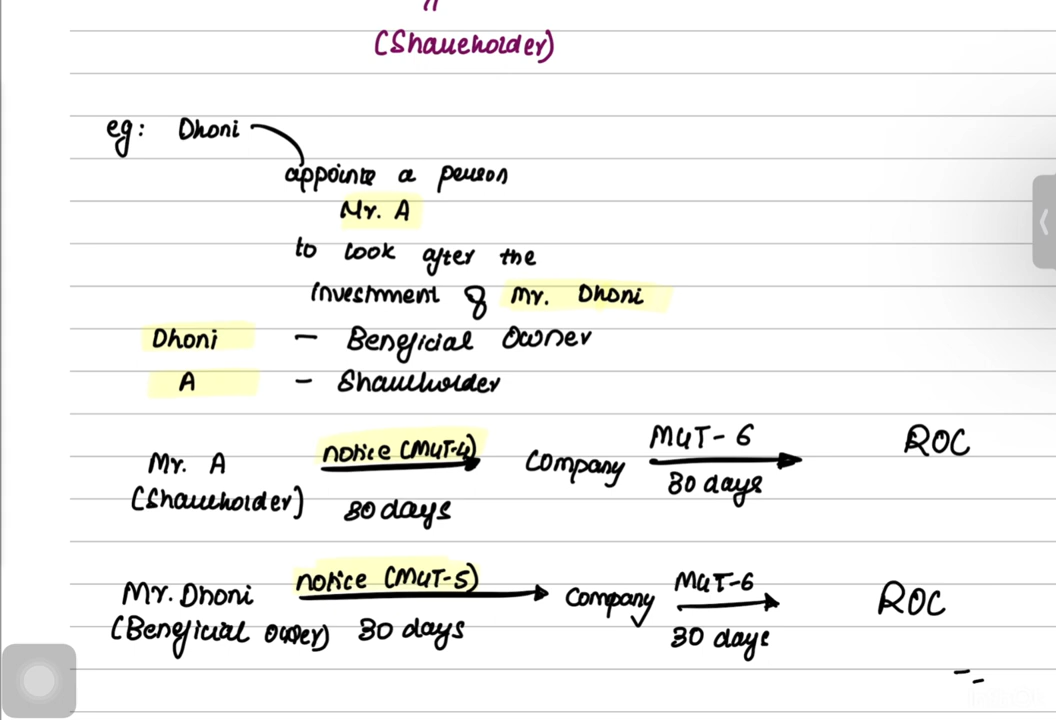 (Shareholder)
eg: Dhoni
appoints a person
Mr. A
to look after the
investment of Mr. Dhoni
Dhoni - Beneficial Owner
A - Shareholder
Mr. A notice (MGT-4) Company MGT-6 ROC
(Shareholder) 30 days 30 days
Mr. Dhoni notice (MGT-5) Company MGT-6 ROC
(Beneficial owner) 30 days 30 days